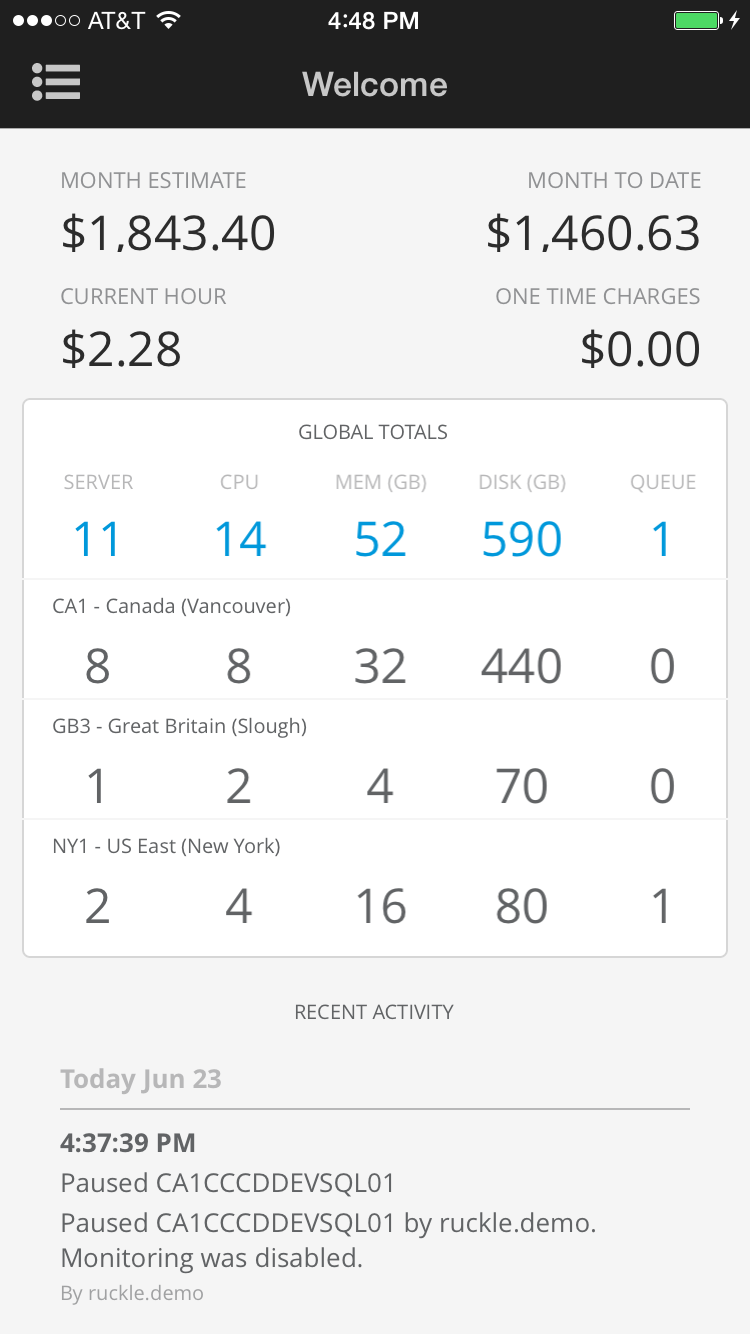 AT&T 4:48 PM
Welcome
MONTH ESTIMATE MONTH TO DATE
$1,843.40 $1,460.63
CURRENT HOUR ONE TIME CHARGES
$2.28 $0.00
GLOBAL TOTALS
SERVER CPU MEM (GB) DISK (GB) QUEUE
11 14 52 590 1
CA1 - Canada (Vancouver)
8 8 32 440 0
GB3 - Great Britain (Slough)
1 2 4 70 0
NY1 - US East (New York)
2 4 16 80 1
RECENT ACTIVITY
Today Jun 23
4:37:39 PM
Paused CA1CCCDDEVSQL01
Paused CA1CCCDDEVSQL01 by ruckle.demo.
Monitoring was disabled.
By ruckle.demo